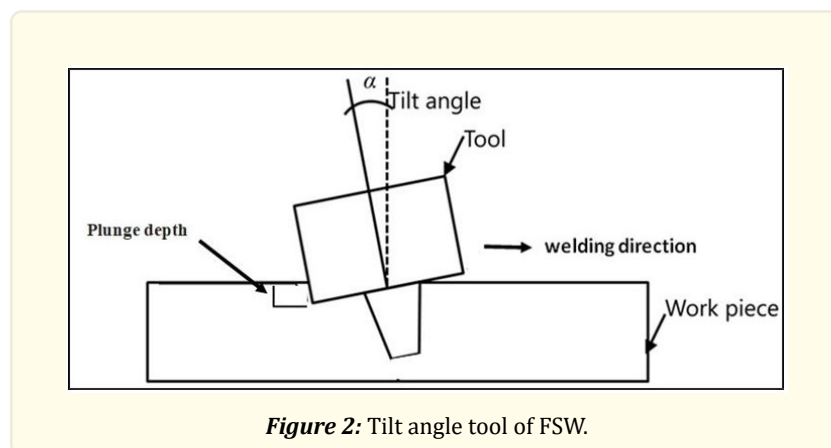 α
Tilt angle
Tool
Plunge depth
welding direction
Work piece
Figure 2: Tilt angle tool of FSW.